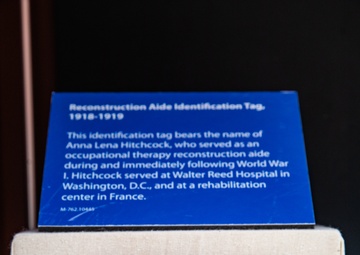 Reconstruction Aide Identification Tag,
1918-1919
This identification tag bears the name of
Anna Lena Hitchcock, who served as an
occupational therapy reconstruction aide
during and immediately following World War
I. Hitchcock served at Walter Reed Hospital in
Washington, D.C., and at a rehabilitation
center in France.
M-762.10441